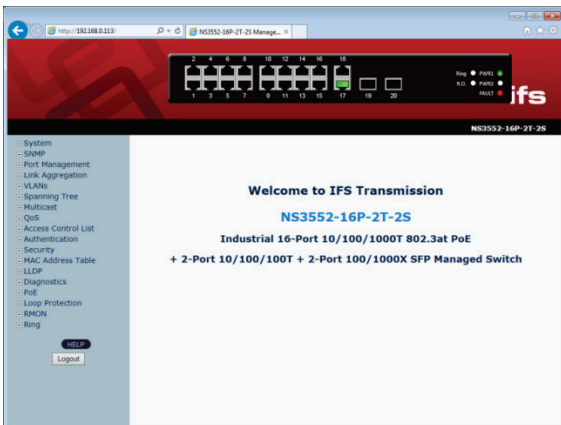 http://192.168.0.113/
NS3552-16P-2T-2S Manage...
2 4 6 8 10 12 14 16 18
1 3 5 7 9 11 13 15 17 19 20
Ring PWR1
R.O. PWR2
FAULT
ifs
NS3552-16P-2T-2S
System
SNMP
Port Management
Link Aggregation
VLANs
Spanning Tree
Multicast
QoS
Access Control List
Authentication
Security
MAC Address Table
LLDP
Diagnostics
PoE
Loop Protection
RMON
Ring
HELP
Logout
Welcome to IFS Transmission
NS3552-16P-2T-2S
Industrial 16-Port 10/100/1000T 802.3at PoE
+ 2-Port 10/100/100T + 2-Port 100/1000X SFP Managed Switch